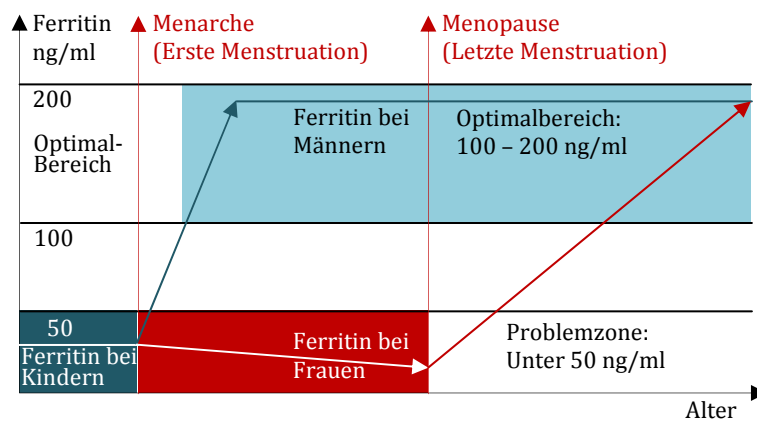 Ferritin
ng/ml
Menarche
(Erste Menstruation)
Menopause
(Letzte Menstruation)
200
Optimal-
Bereich
Ferritin bei
Männern
Optimalbereich:
100 – 200 ng/ml
100
50
Ferritin bei
Kindern
Ferritin bei
Frauen
Problemzone:
Unter 50 ng/ml
Alter